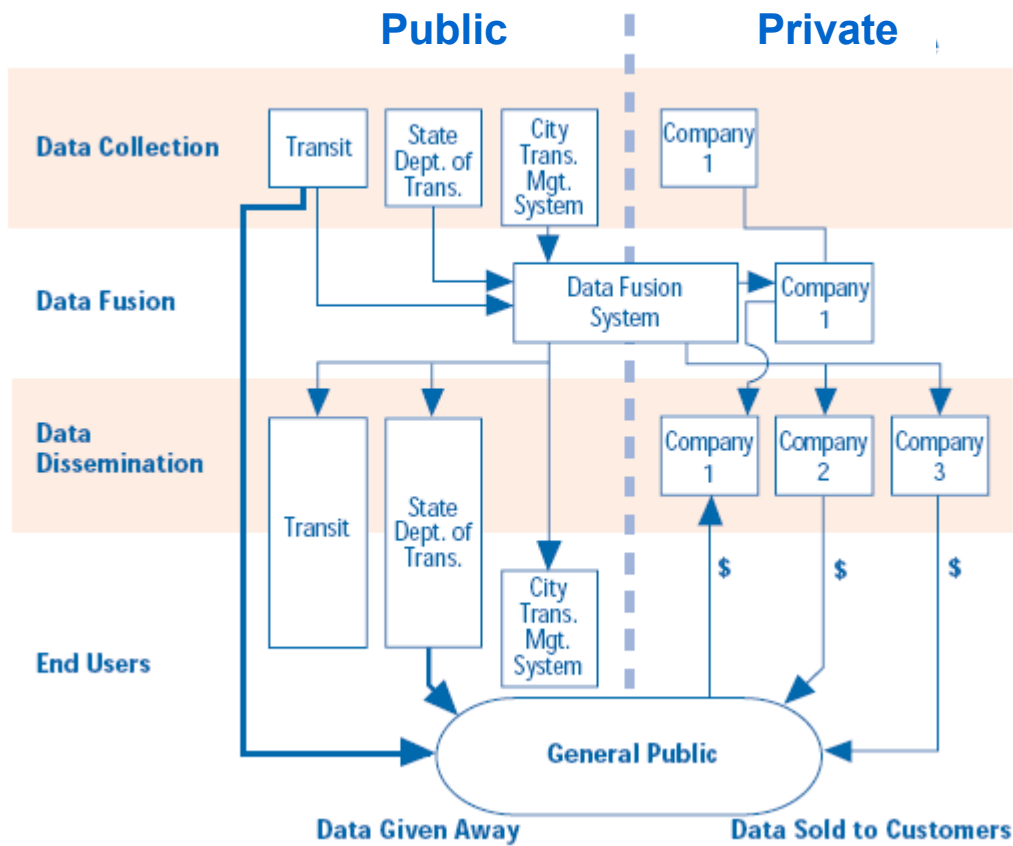 Public
Private
Data Collection
Transit
State
Dept. of
Trans.
City
Trans.
Mgt.
System
Company
1
Data Fusion
Data Fusion
System
Company
1
Data
Dissemination
Transit
State
Dept. of
Trans.
City
Trans.
Mgt.
System
Company
1
Company
2
Company
3
$
$
$
End Users
General Public
Data Given Away
Data Sold to Customers